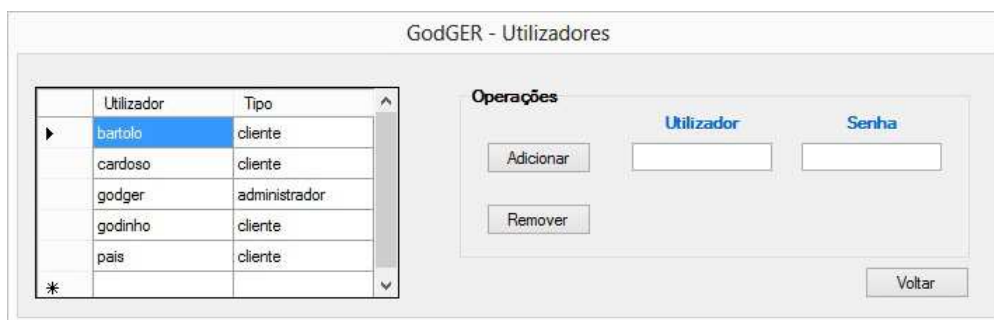 GodGER - Utilizadores
Utilizador Tipo
bartolo cliente
cardoso cliente
godger administrador
godinho cliente
pais cliente
Operações
Utilizador Senha
Adicionar
Remover
Voltar